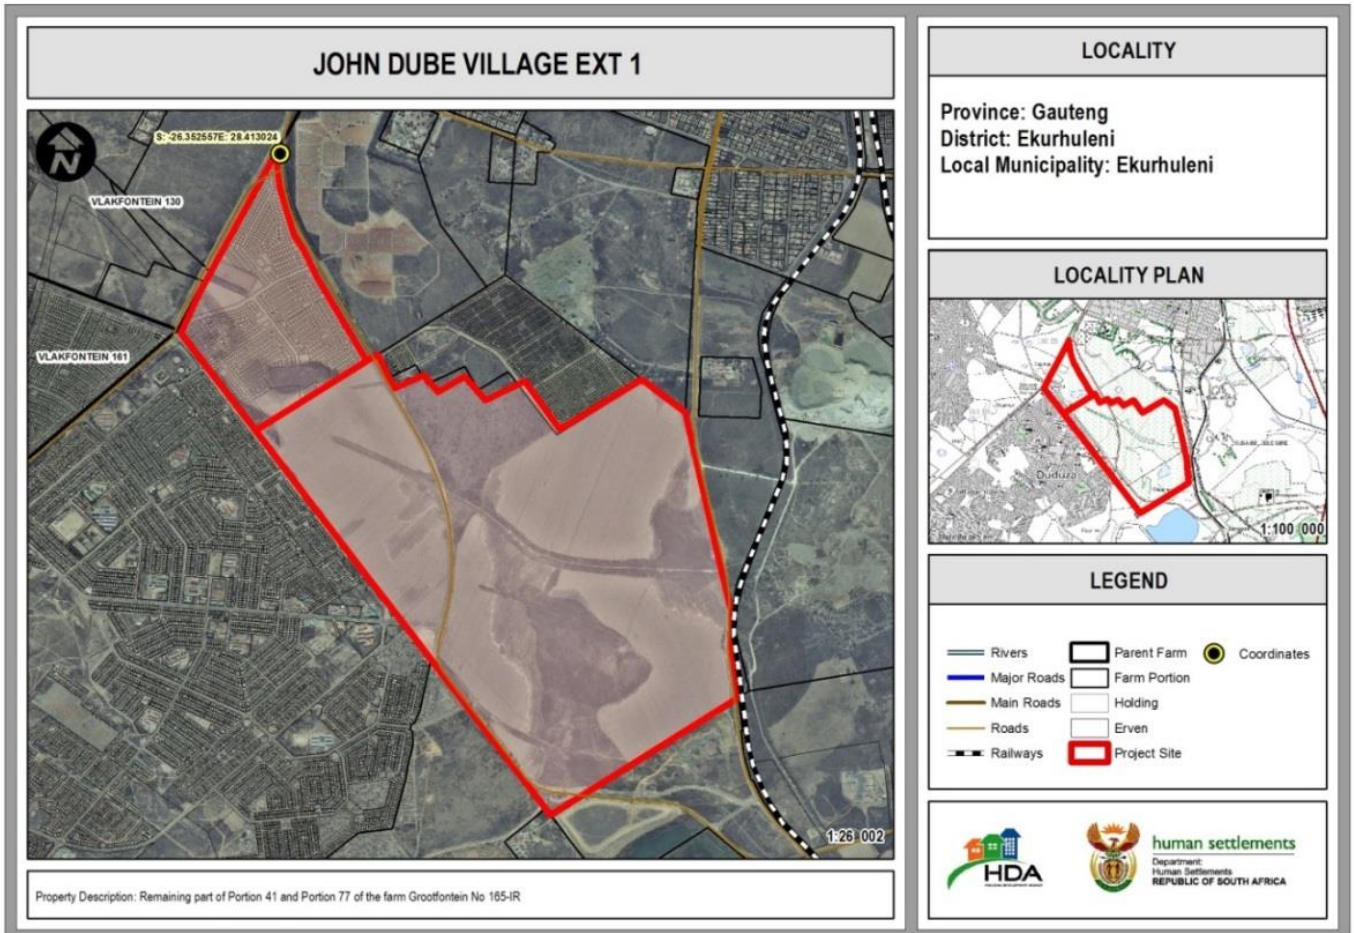 JOHN DUBE VILLAGE EXT 1
N
S: -26.352557E: 28.413024
VLAKFONTEIN 130
VLAKFONTEIN 161
1:26 002
Property Description: Remaining part of Portion 41 and Portion 77 of the farm Grootfontein No 165-IR
LOCALITY
Province: Gauteng
District: Ekurhuleni
Local Municipality: Ekurhuleni
LOCALITY PLAN
Duduza
1:100 000
LEGEND
Rivers
Major Roads
Main Roads
Roads
Railways
Parent Farm
Farm Portion
Holding
Erven
Project Site
Coordinates
HDA
human settlements
Department:
Human Settlements
REPUBLIC OF SOUTH AFRICA